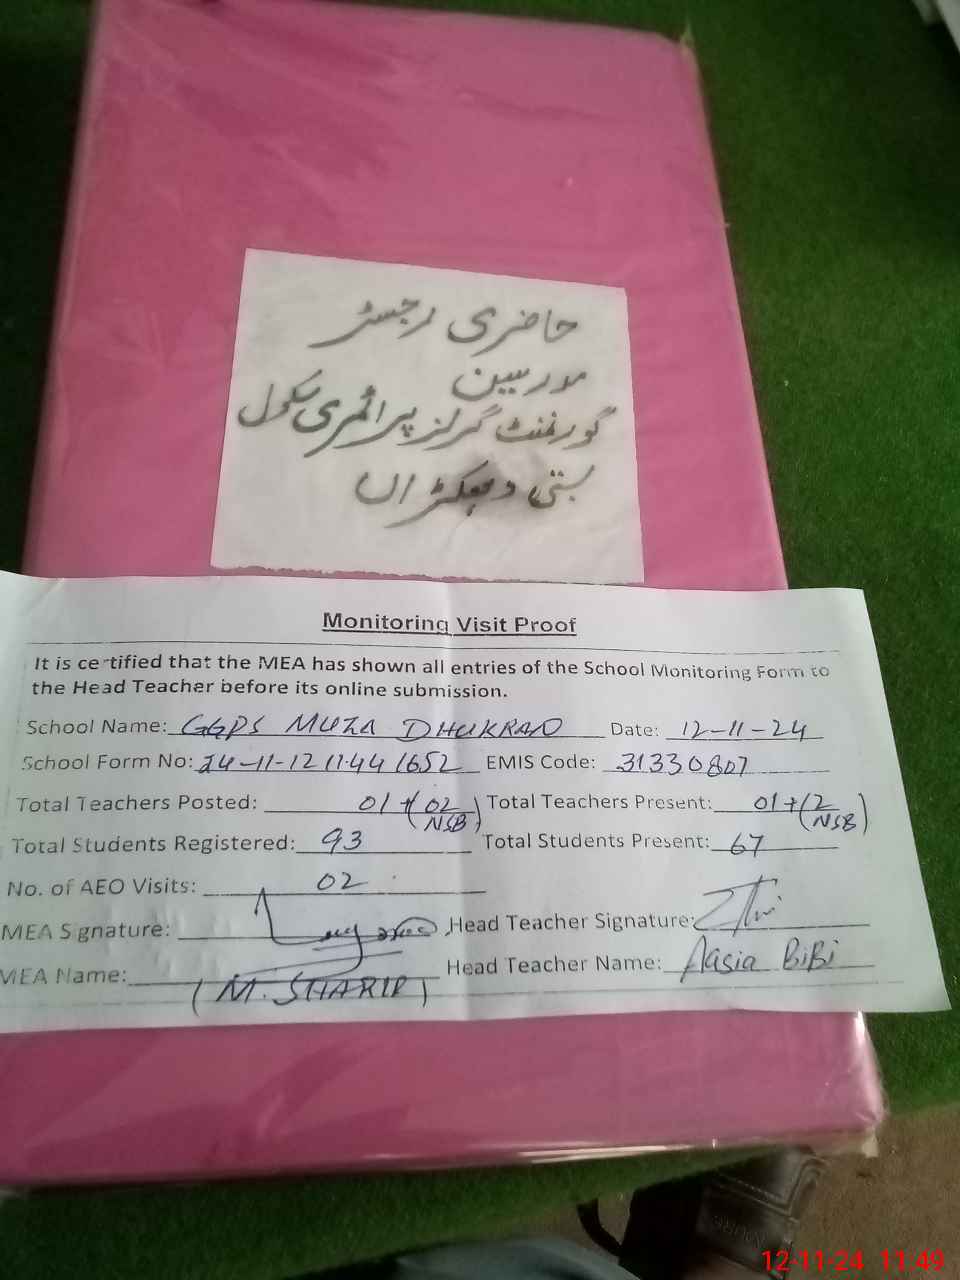 حاضری رجسٹر
مدرسین
گورنمنٹ گرلز پرائمری سکول
بستی دھکڑاں
Monitoring Visit Proof
It is certified that the MEA has shown all entries of the School Monitoring Form to
the Head Teacher before its online submission.
School Name: GGPS MUZA DHUKRAD Date: 12-11-24
School Form No: 24-11-12 1144 1652 EMIS Code: 31330807
Total Teachers Posted: 01+(02 NSB) Total Teachers Present: 01+(2 NSB)
Total Students Registered: 93 Total Students Present: 67
No. of AEO Visits: 02
MEA Signature: Head Teacher Signature:
MEA Name: (M. SHARIF) Head Teacher Name: Aasia BiBi
12-11-24 11:49